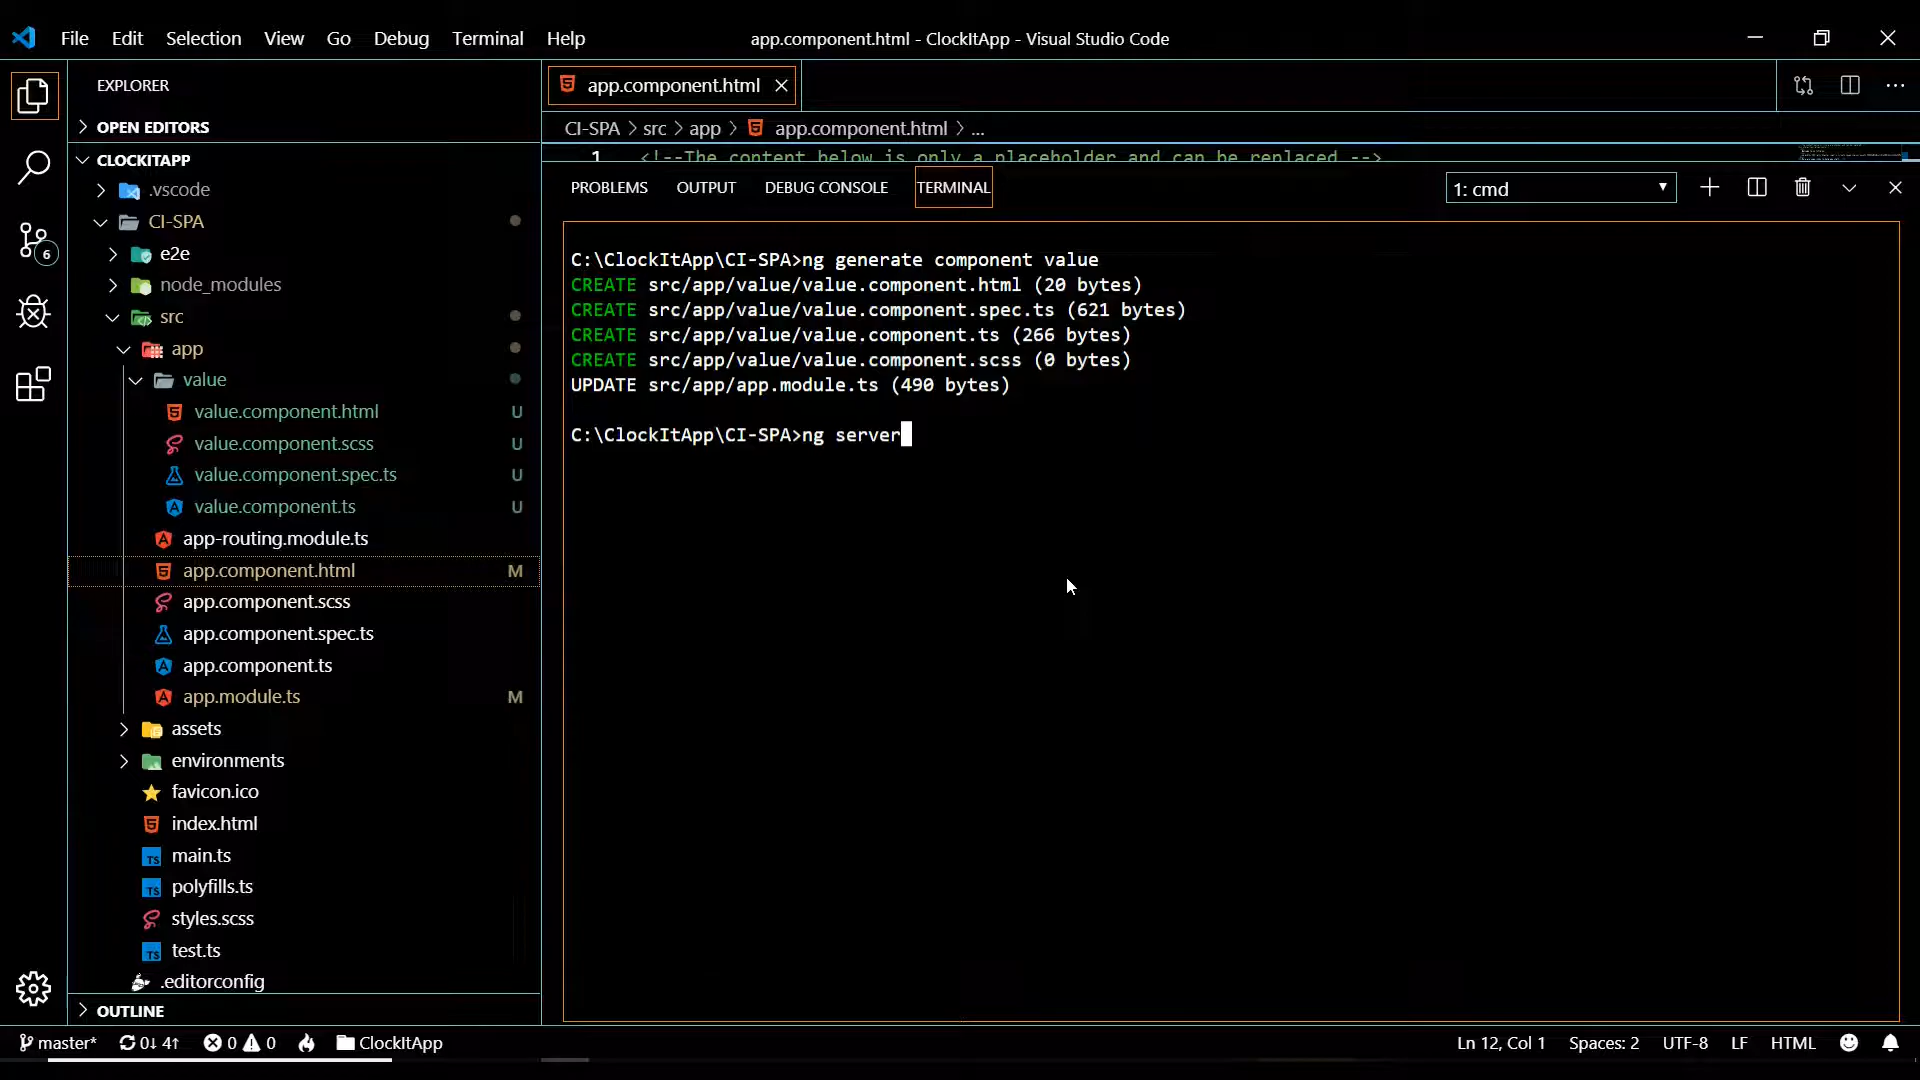 File Edit Selection View Go Debug Terminal Help
app.component.html - ClockItApp - Visual Studio Code
EXPLORER
OPEN EDITORS
CLOCKITAPP
.vscode
CI-SPA
e2e
node_modules
src
app
value
value.component.html U
value.component.scss U
value.component.spec.ts U
value.component.ts U
app-routing.module.ts
app.component.html M
app.component.scss
app.component.spec.ts
app.component.ts
app.module.ts M
assets
environments
favicon.ico
index.html
TS main.ts
TS polyfills.ts
styles.scss
TS test.ts
.editorconfig
OUTLINE
6
app.component.html
CI-SPA > src > app > app.component.html > ...
1 <!--The content below is only a placeholder and can be replaced -->
PROBLEMS OUTPUT DEBUG CONSOLE TERMINAL
1: cmd
C:\ClockItApp\CI-SPA>ng generate component value
CREATE src/app/value/value.component.html (20 bytes)
CREATE src/app/value/value.component.spec.ts (621 bytes)
CREATE src/app/value/value.component.ts (266 bytes)
CREATE src/app/value/value.component.scss (0 bytes)
UPDATE src/app/app.module.ts (490 bytes)
C:\ClockItApp\CI-SPA>ng server
master* 0↓ 4↑ 0 0 ClockItApp
Ln 12, Col 1 Spaces: 2 UTF-8 LF HTML